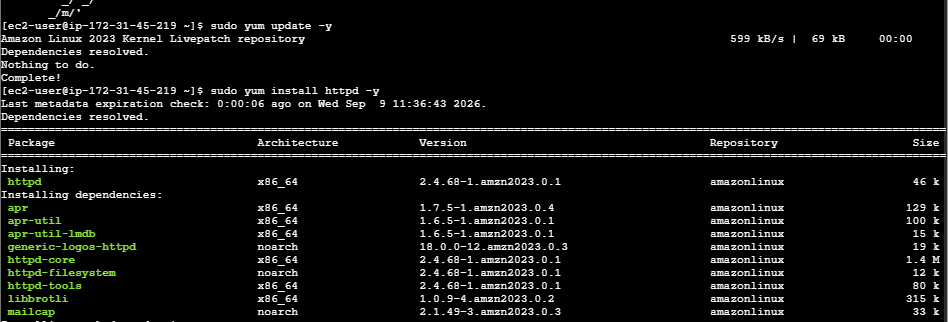 _/m/'
[ec2-user@ip-172-31-45-219 ~]$ sudo yum update -y
Amazon Linux 2023 Kernel Livepatch repository 599 kB/s | 69 kB 00:00
Dependencies resolved.
Nothing to do.
Complete!
[ec2-user@ip-172-31-45-219 ~]$ sudo yum install httpd -y
Last metadata expiration check: 0:00:06 ago on Wed Sep 9 11:36:43 2026.
Dependencies resolved.
Package Architecture Version Repository Size
Installing:
httpd x86_64 2.4.68-1.amzn2023.0.1 amazonlinux 46 k
Installing dependencies:
apr x86_64 1.7.5-1.amzn2023.0.4 amazonlinux 129 k
apr-util x86_64 1.6.5-1.amzn2023.0.1 amazonlinux 100 k
apr-util-lmdb x86_64 1.6.5-1.amzn2023.0.1 amazonlinux 15 k
generic-logos-httpd noarch 18.0.0-12.amzn2023.0.3 amazonlinux 19 k
httpd-core x86_64 2.4.68-1.amzn2023.0.1 amazonlinux 1.4 M
httpd-filesystem noarch 2.4.68-1.amzn2023.0.1 amazonlinux 12 k
httpd-tools x86_64 2.4.68-1.amzn2023.0.1 amazonlinux 80 k
libbrotli x86_64 1.0.9-4.amzn2023.0.2 amazonlinux 315 k
mailcap noarch 2.1.49-3.amzn2023.0.3 amazonlinux 33 k